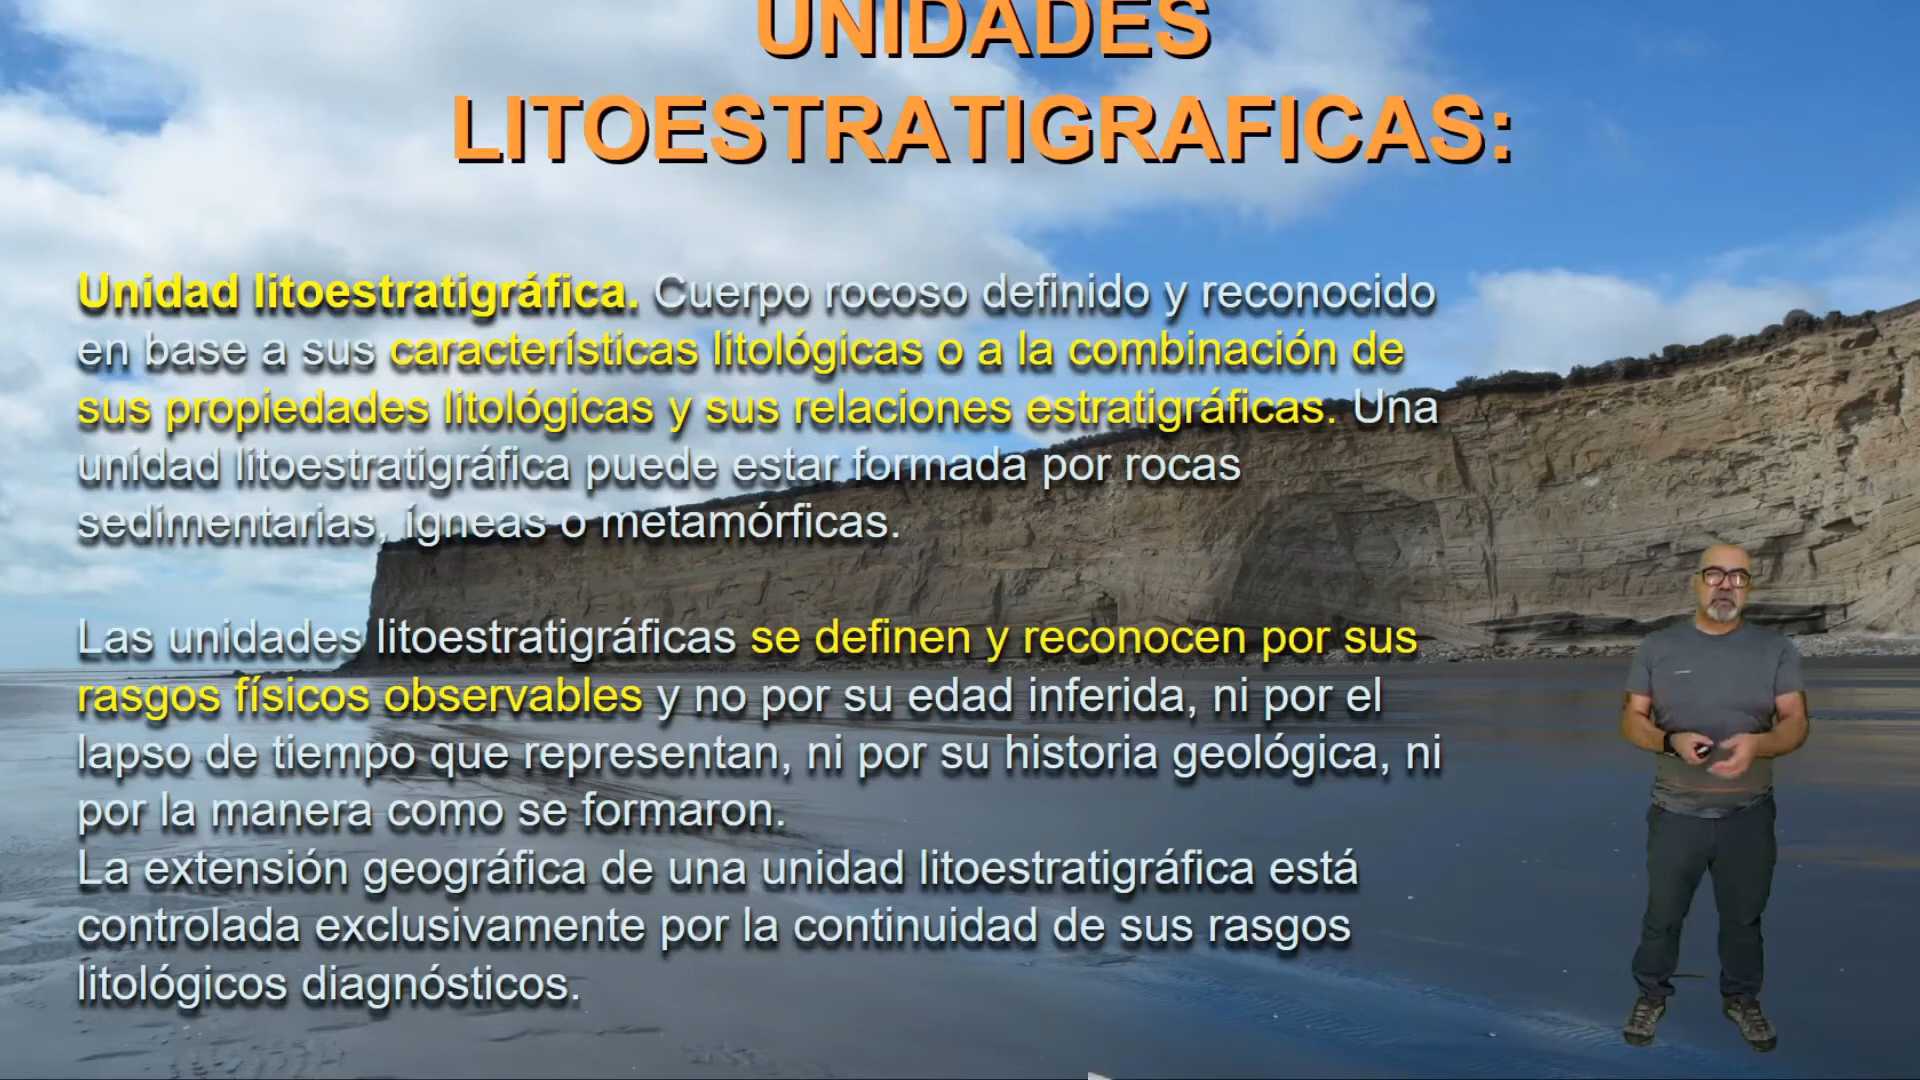 UNIDADES
LITOESTRATIGRAFICAS:
Unidad litoestratigráfica. Cuerpo rocoso definido y reconocido
en base a sus características litológicas o a la combinación de
sus propiedades litológicas y sus relaciones estratigráficas. Una
unidad litoestratigráfica puede estar formada por rocas
sedimentarias, ígneas o metamórficas.
Las unidades litoestratigráficas se definen y reconocen por sus
rasgos físicos observables y no por su edad inferida, ni por el
lapso de tiempo que representan, ni por su historia geológica, ni
por la manera como se formaron.
La extensión geográfica de una unidad litoestratigráfica está
controlada exclusivamente por la continuidad de sus rasgos
litológicos diagnósticos.